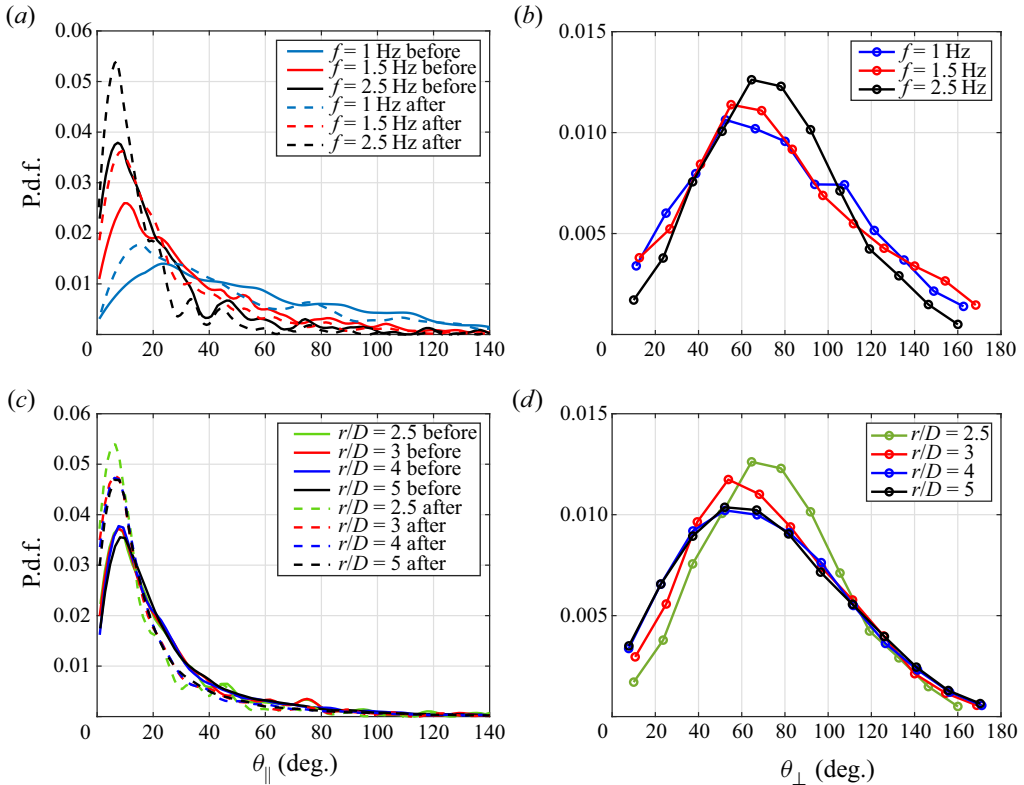 (a)
0.06
0.05
0.04
0.03
0.02
0.01
P.d.f.
0 20 40 60 80 100 120 140
f = 1 Hz before
f = 1.5 Hz before
f = 2.5 Hz before
f = 1 Hz after
f = 1.5 Hz after
f = 2.5 Hz after
(b)
0.015
0.010
0.005
0 20 40 60 80 100 120 140 160 180
f = 1 Hz
f = 1.5 Hz
f = 2.5 Hz
(c)
0.06
0.05
0.04
0.03
0.02
0.01
P.d.f.
0 20 40 60 80 100 120 140
θ∥ (deg.)
r/D = 2.5 before
r/D = 3 before
r/D = 4 before
r/D = 5 before
r/D = 2.5 after
r/D = 3 after
r/D = 4 after
r/D = 5 after
(d)
0.015
0.010
0.005
0 20 40 60 80 100 120 140 160 180
θ⊥ (deg.)
r/D = 2.5
r/D = 3
r/D = 4
r/D = 5